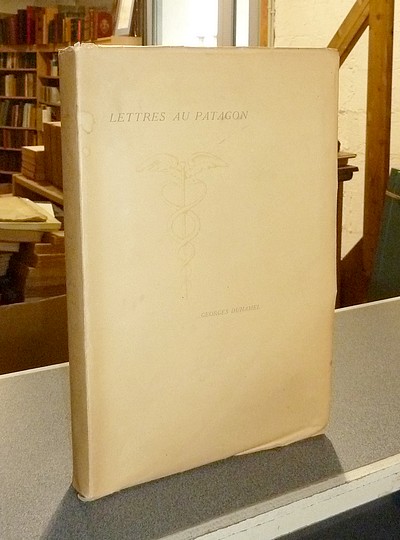 LETTRES AU PATAGON
GEORGES DUHAMEL